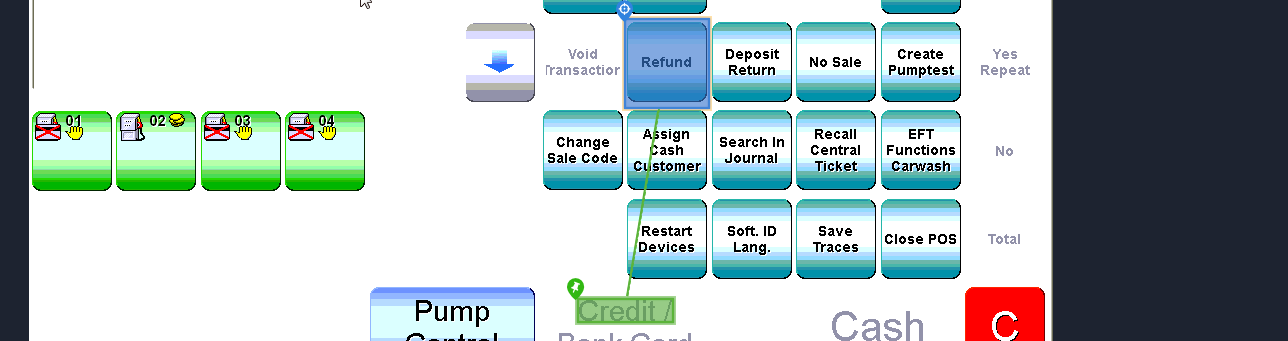 Void
Transaction
Refund
Deposit
Return
No Sale
Create
Pumptest
Yes
Repeat
01
02
03
04
Change
Sale Code
Assign
Cash
Customer
Search In
Journal
Recall
Central
Ticket
EFT
Functions
Carwash
No
Restart
Devices
Soft. ID
Lang.
Save
Traces
Close POS
Total
Pump
Control
Credit /
Bank Card
Cash
C